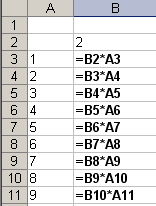 A B
1
2 2
3 1 =B2*A3
4 2 =B3*A4
5 3 =B4*A5
6 4 =B5*A6
7 5 =B6*A7
8 6 =B7*A8
9 7 =B8*A9
10 8 =B9*A10
11 9 =B10*A11